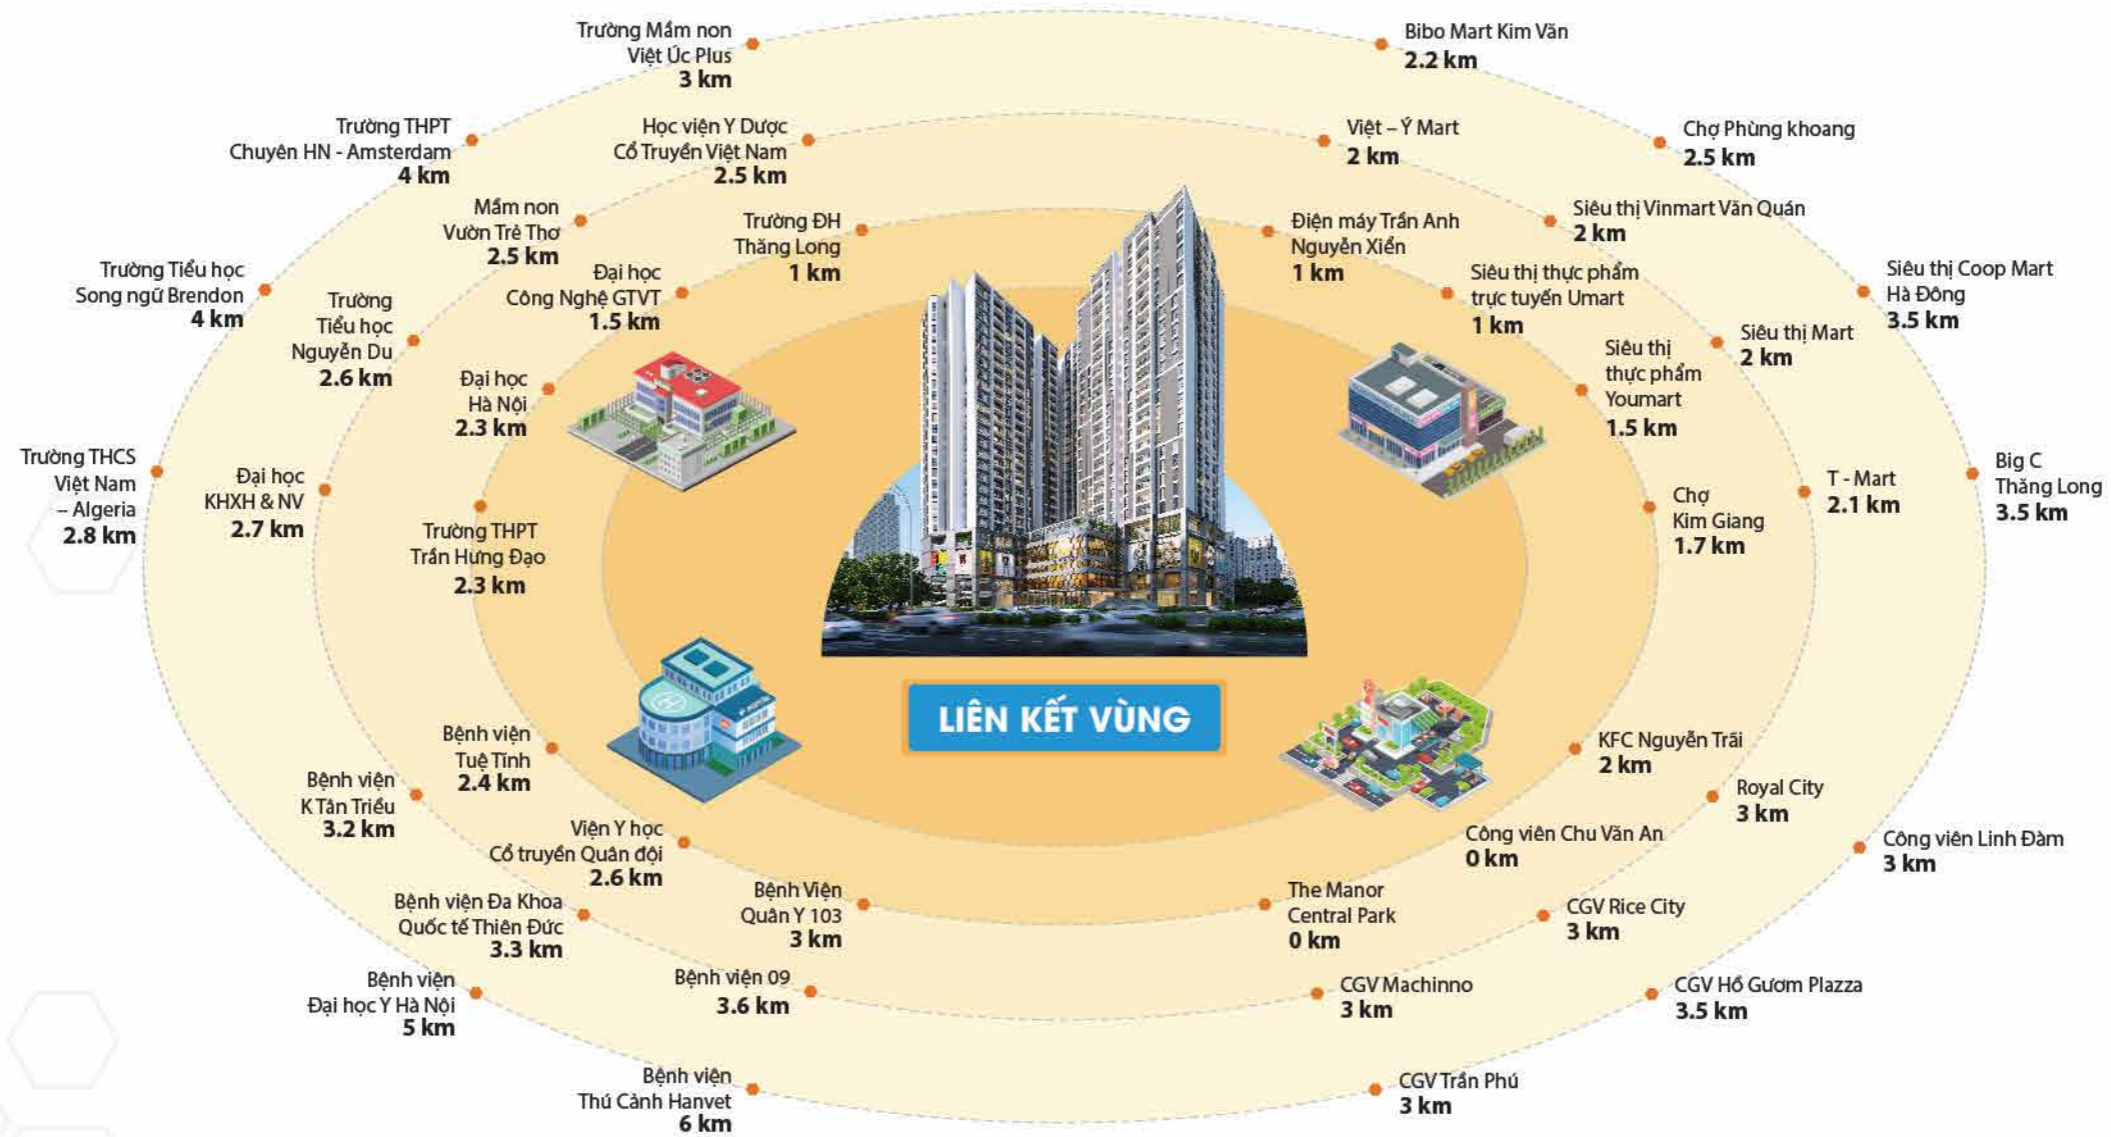 Trường Mầm non
Việt Úc Plus
3 km
Bibo Mart Kim Văn
2.2 km
Trường THPT
Chuyên HN - Amsterdam
4 km
Học viện Y Dược
Cổ Truyền Việt Nam
2.5 km
Việt – Ý Mart
2 km
Chợ Phùng khoang
2.5 km
Mầm non
Vườn Trẻ Thơ
2.5 km
Trường ĐH
Thăng Long
1 km
Điện máy Trần Anh
Nguyễn Xiển
1 km
Siêu thị Vinmart Văn Quán
2 km
Trường Tiểu học
Song ngữ Brendon
4 km
Trường
Tiểu học
Nguyễn Du
2.6 km
Đại học
Công Nghệ GTVT
1.5 km
Siêu thị thực phẩm
trực tuyến Umart
1 km
Siêu thị Coop Mart
Hà Đông
3.5 km
Đại học
Hà Nội
2.3 km
Siêu thị
thực phẩm
Youmart
1.5 km
Siêu thị Mart
2 km
Trường THCS
Việt Nam
– Algeria
2.8 km
Đại học
KHXH & NV
2.7 km
Trường THPT
Trần Hưng Đạo
2.3 km
Chợ
Kim Giang
1.7 km
T - Mart
2.1 km
Big C
Thăng Long
3.5 km
LIÊN KẾT VÙNG
Bệnh viện
Tuệ Tĩnh
2.4 km
KFC Nguyễn Trãi
2 km
Bệnh viện
K Tân Triều
3.2 km
Royal City
3 km
Viện Y học
Cổ truyền Quân đội
2.6 km
Công viên Chu Văn An
0 km
Công viên Linh Đàm
3 km
Bệnh viện Đa Khoa
Quốc tế Thiên Đức
3.3 km
Bệnh Viện
Quân Y 103
3 km
The Manor
Central Park
0 km
CGV Rice City
3 km
Bệnh viện
Đại học Y Hà Nội
5 km
Bệnh viện 09
3.6 km
CGV Machinno
3 km
CGV Hồ Gươm Plazza
3.5 km
Bệnh viện
Thú Cảnh Hanvet
6 km
CGV Trần Phú
3 km